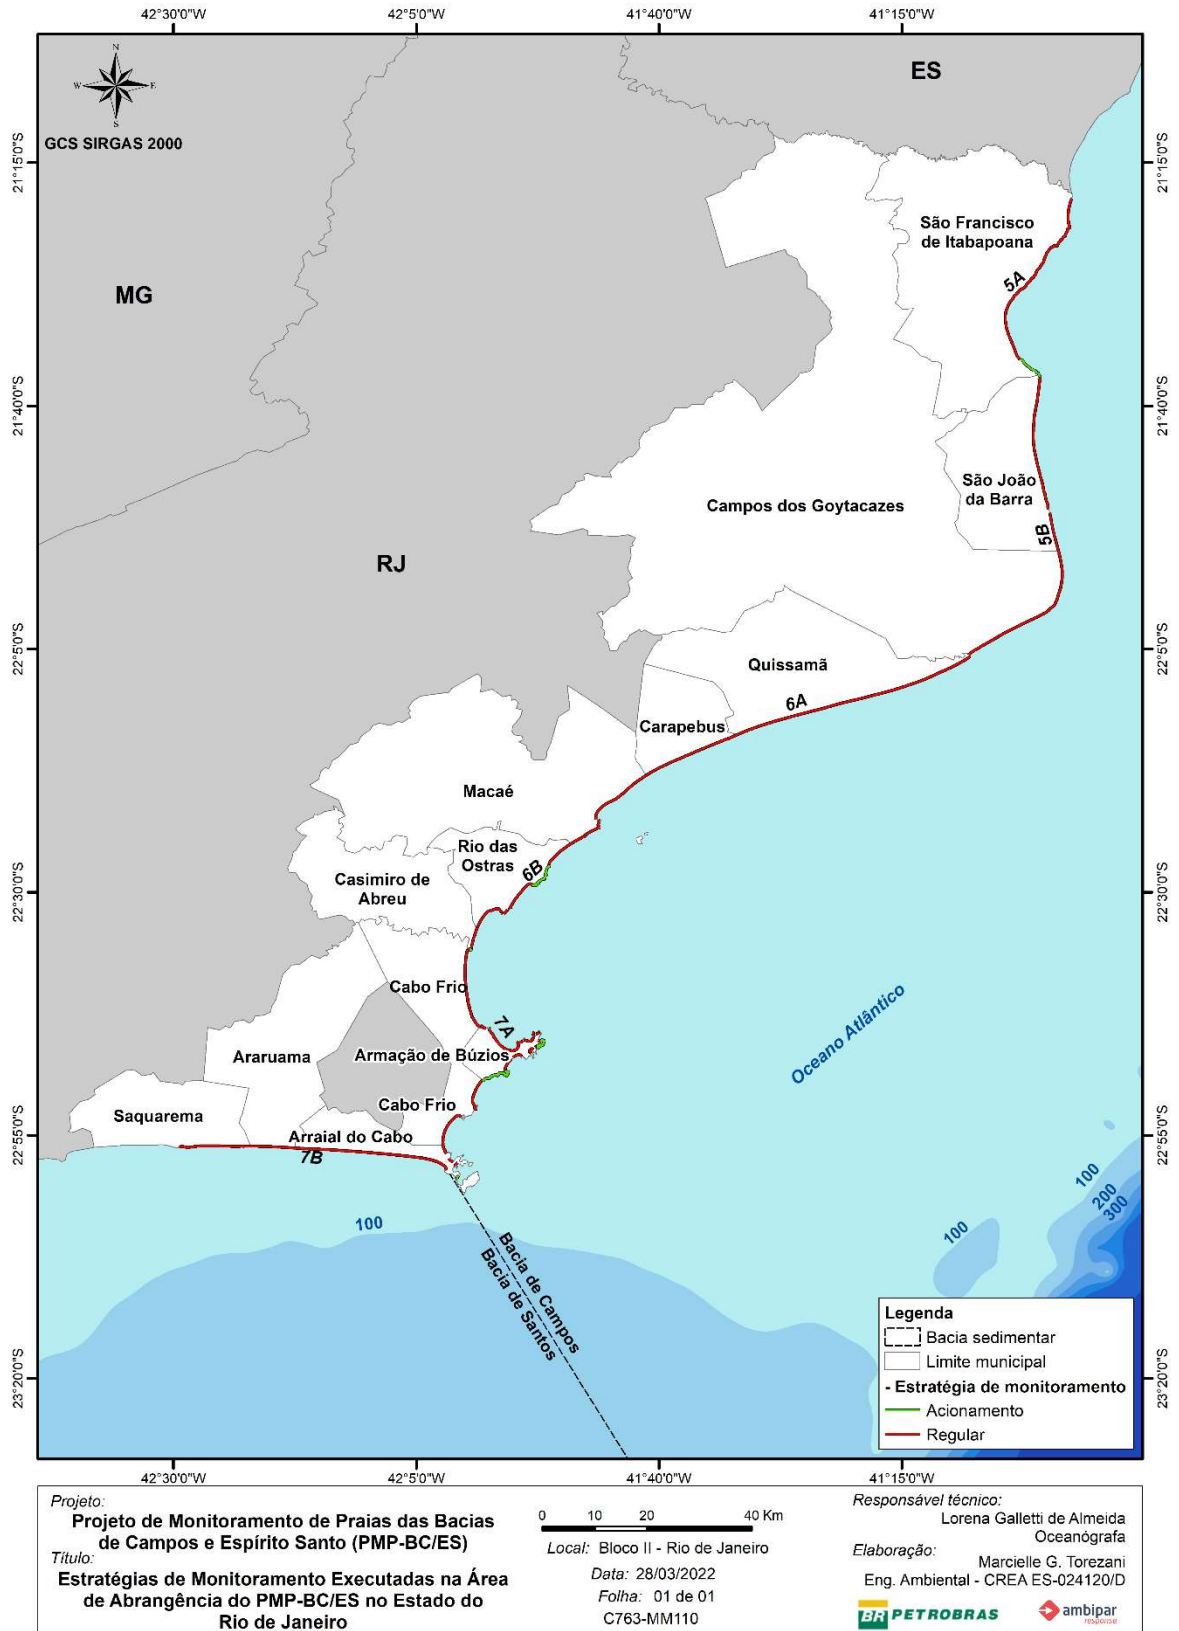 42°30'0"W 42°5'0"W 41°40'0"W 41°15'0"W
N
W E
S
GCS SIRGAS 2000
ES
21°15'0"S 21°15'0"S
São Francisco
de Itabapoana
MG
5A
21°40'0"S 21°40'0"S
São João
da Barra
Campos dos Goytacazes
5B
RJ
22°5'0"S 22°5'0"S
Quissamã
6A
Carapebus
Macaé
Rio das
Ostras
6B
Casimiro de
Abreu
22°30'0"S 22°30'0"S
Cabo Frio
Oceano Atlântico
7A
Araruama
Armação de Búzios
Cabo Frio
Saquarema
Arraial do Cabo
22°55'0"S 22°55'0"S
7B
100
100
200
300
100
Bacia de Campos
Bacia de Santos
Legenda
Bacia sedimentar
Limite municipal
- Estratégia de monitoramento
Acionamento
Regular
23°20'0"S 23°20'0"S
42°30'0"W 42°5'0"W 41°40'0"W 41°15'0"W
Projeto:
Projeto de Monitoramento de Praias das Bacias
de Campos e Espírito Santo (PMP-BC/ES)
Título:
Estratégias de Monitoramento Executadas na Área
de Abrangência do PMP-BC/ES no Estado do
Rio de Janeiro
0 10 20 40 Km
Local: Bloco II - Rio de Janeiro
Data: 28/03/2022
Folha: 01 de 01
C763-MM110
Responsável técnico:
Lorena Galletti de Almeida
Oceanógrafa
Elaboração:
Marcielle G. Torezani
Eng. Ambiental - CREA ES-024120/D
BR PETROBRAS
ambipar
response